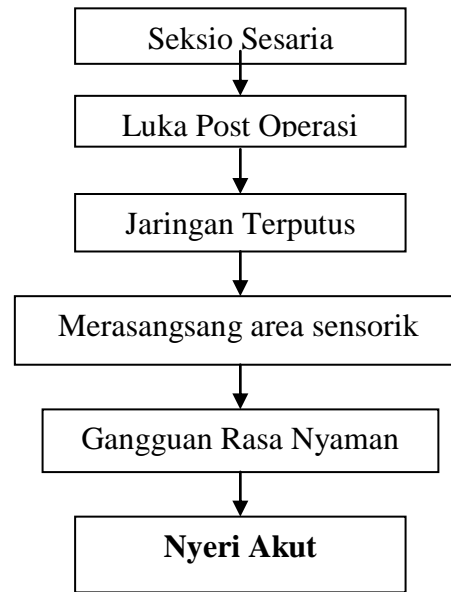 Seksio Sesaria
Luka Post Operasi
Jaringan Terputus
Merasangsang area sensorik
Gangguan Rasa Nyaman
Nyeri Akut